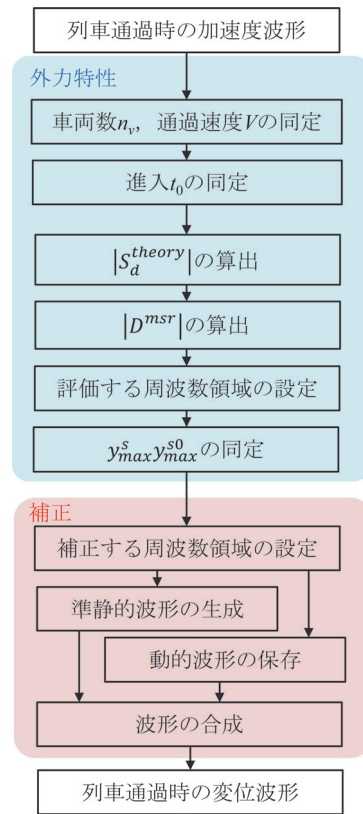 列車通過時の加速度波形
外力特性
車両数n_v, 通過速度Vの同定
進入t_0の同定
|S_d^{theory}|の算出
|D^{msr}|の算出
評価する周波数領域の設定
y_{max}^{s}y_{max}^{s0}の同定
補正
補正する周波数領域の設定
準静的波形の生成
動的波形の保存
波形の合成
列車通過時の変位波形